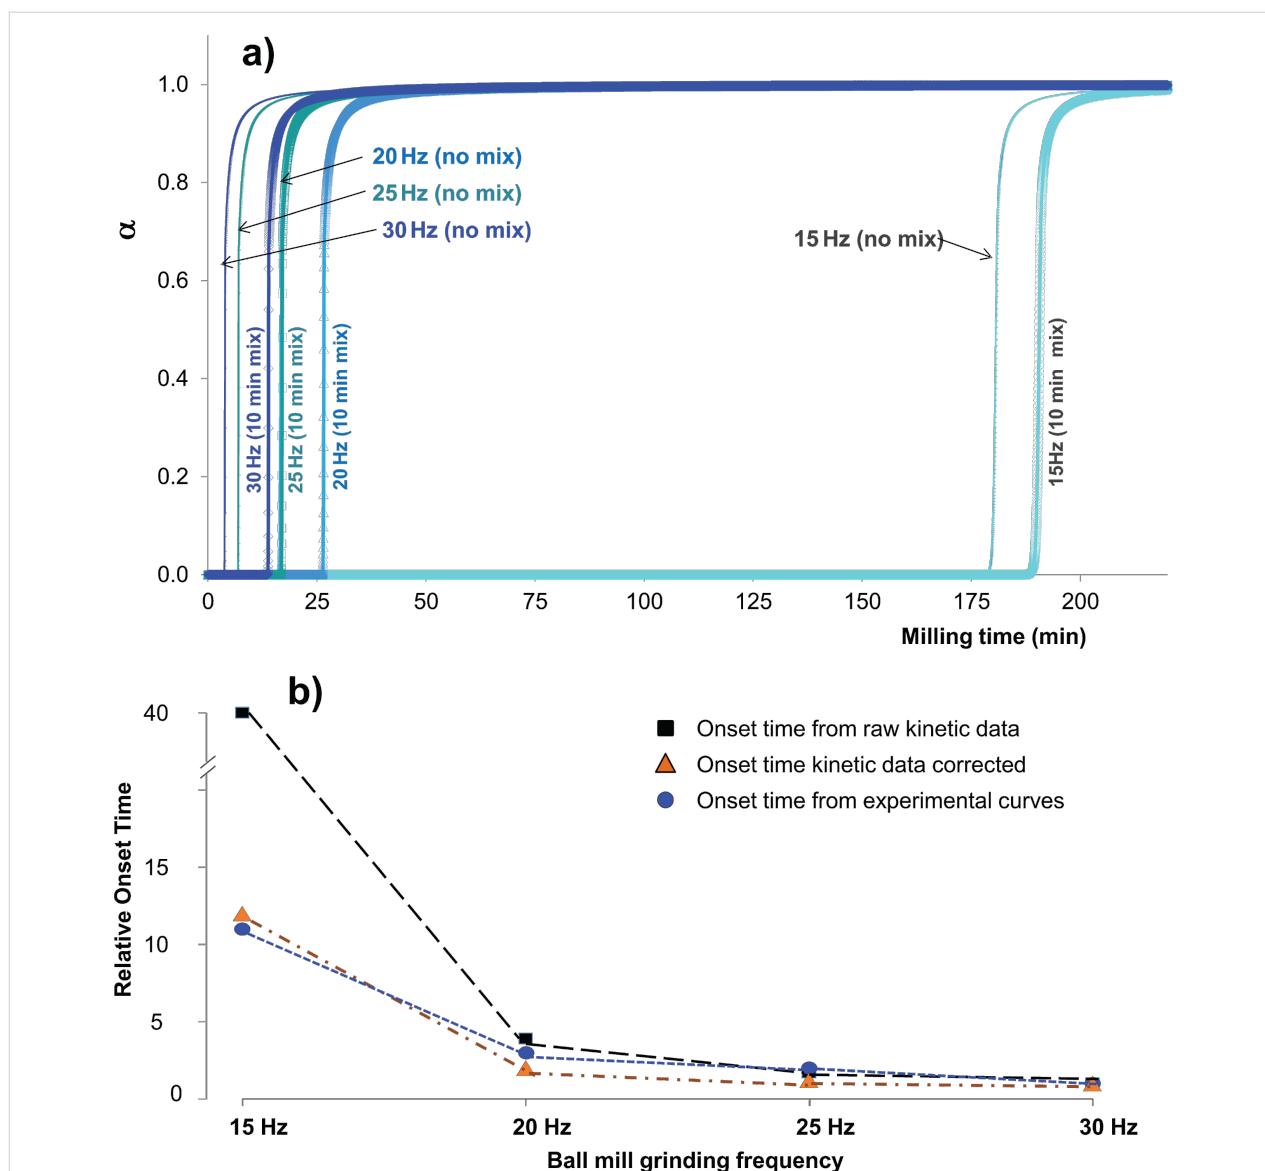 a)
1.0
0.8
0.6
0.4
0.2
0.0
α
20 Hz (no mix)
25 Hz (no mix)
30 Hz (no mix)
15 Hz (no mix)
30 Hz (10 min mix)
25 Hz (10 min mix)
20 Hz (10 min mix)
15Hz (10 min mix)
0 25 50 75 100 125 150 175 200
Milling time (min)
b)
40
15
10
5
0
Relative Onset Time
Onset time from raw kinetic data
Onset time kinetic data corrected
Onset time from experimental curves
15 Hz 20 Hz 25 Hz 30 Hz
Ball mill grinding frequency